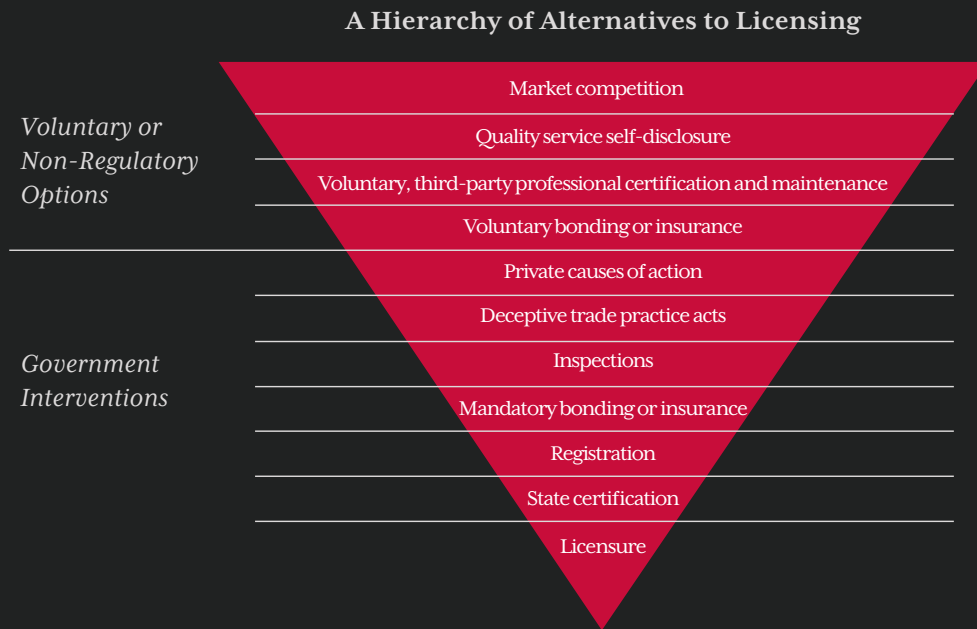 A Hierarchy of Alternatives to Licensing
Voluntary or
Non-Regulatory
Options
Market competition
Quality service self-disclosure
Voluntary, third-party professional certification and maintenance
Voluntary bonding or insurance
Government
Interventions
Private causes of action
Deceptive trade practice acts
Inspections
Mandatory bonding or insurance
Registration
State certification
Licensure